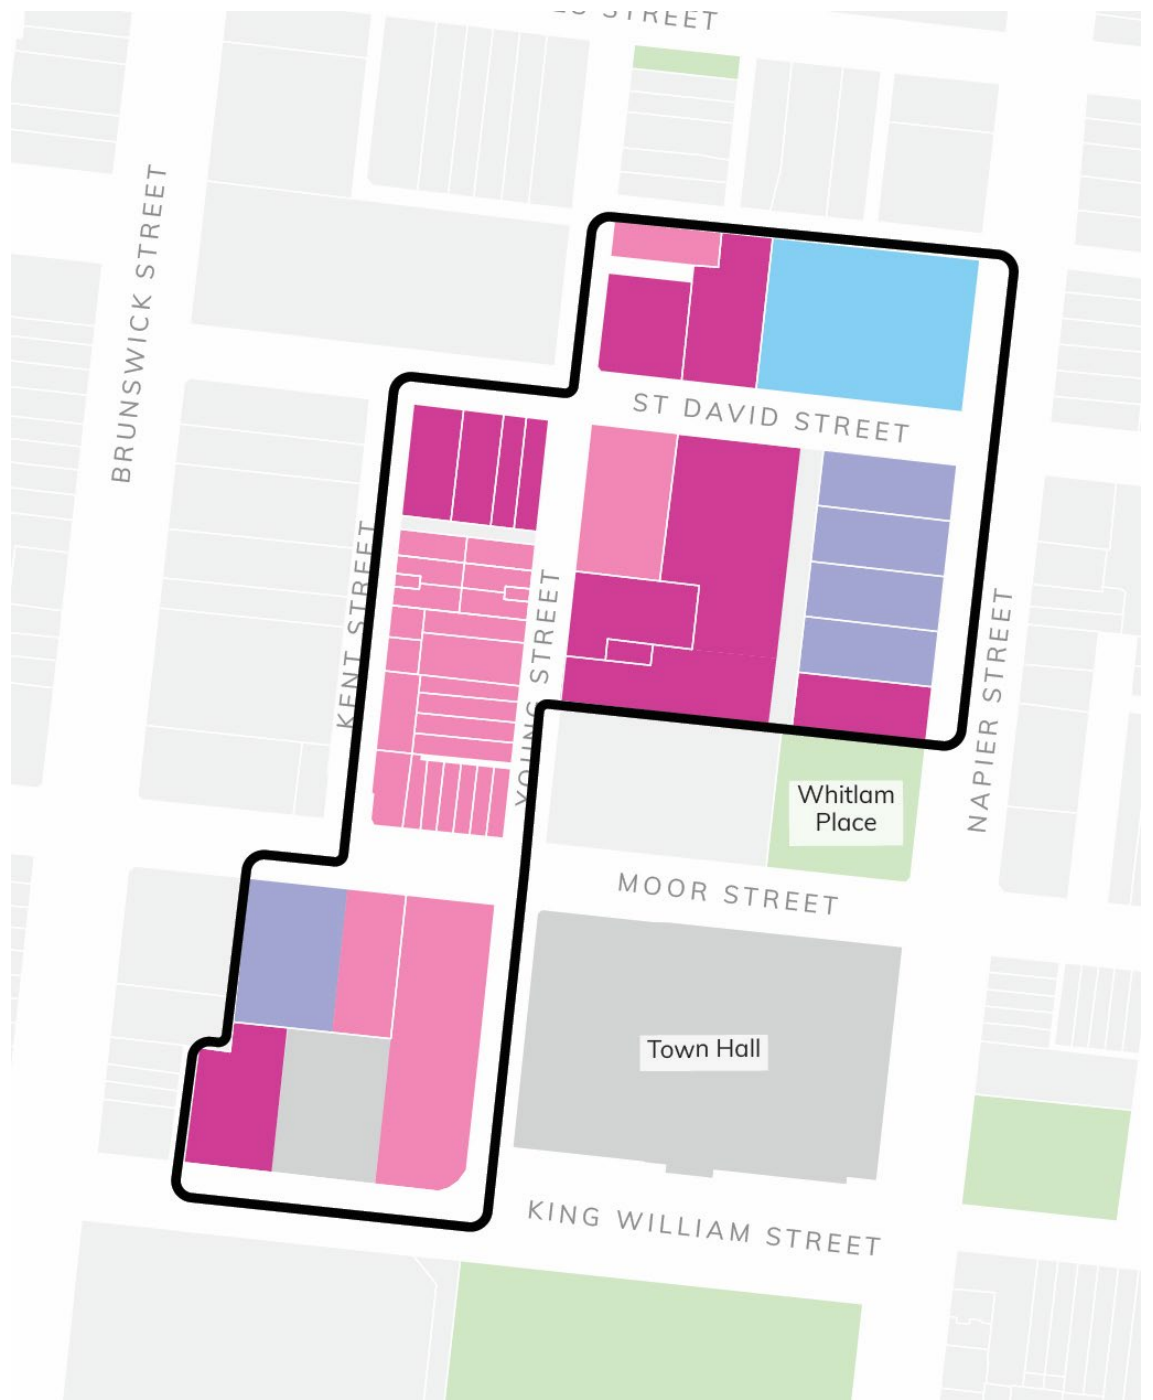 STREET
BRUNSWICK STREET
ST DAVID STREET
KENT STREET
YOUNG STREET
NAPIER STREET
Whitlam
Place
MOOR STREET
Town Hall
KING WILLIAM STREET